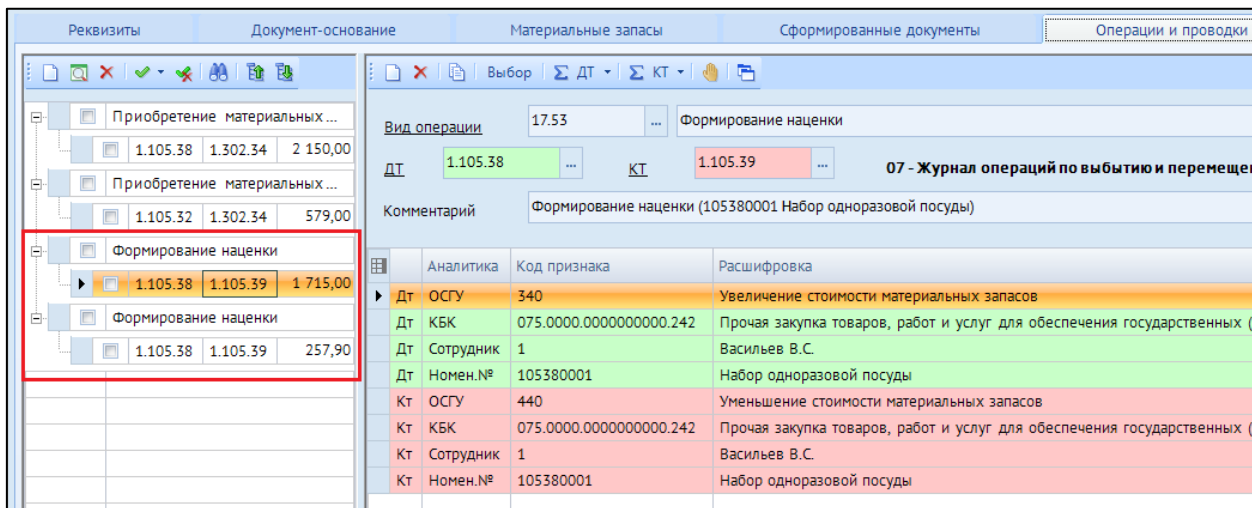 Реквизиты Документ-основание Материальные запасы Сформированные документы Операции и проводки
Выбор Σ ДТ Σ КТ
Приобретение материальных...
1.105.38 1.302.34 2 150,00
Приобретение материальных...
1.105.32 1.302.34 579,00
Формирование наценки
1.105.38 1.105.39 1 715,00
Формирование наценки
1.105.38 1.105.39 257,90
Вид операции 17.53 ... Формирование наценки
ДТ 1.105.38 ... КТ 1.105.39 ... 07 - Журнал операций по выбытию и перемеще
Комментарий Формирование наценки (105380001 Набор одноразовой посуды)
Аналитика Код признака Расшифровка
Дт ОСГУ 340 Увеличение стоимости материальных запасов
Дт КБК 075.0000.0000000000.242 Прочая закупка товаров, работ и услуг для обеспечения государственных (
Дт Сотрудник 1 Васильев В.С.
Дт Номен.№ 105380001 Набор одноразовой посуды
Кт ОСГУ 440 Уменьшение стоимости материальных запасов
Кт КБК 075.0000.0000000000.242 Прочая закупка товаров, работ и услуг для обеспечения государственных (
Кт Сотрудник 1 Васильев В.С.
Кт Номен.№ 105380001 Набор одноразовой посуды